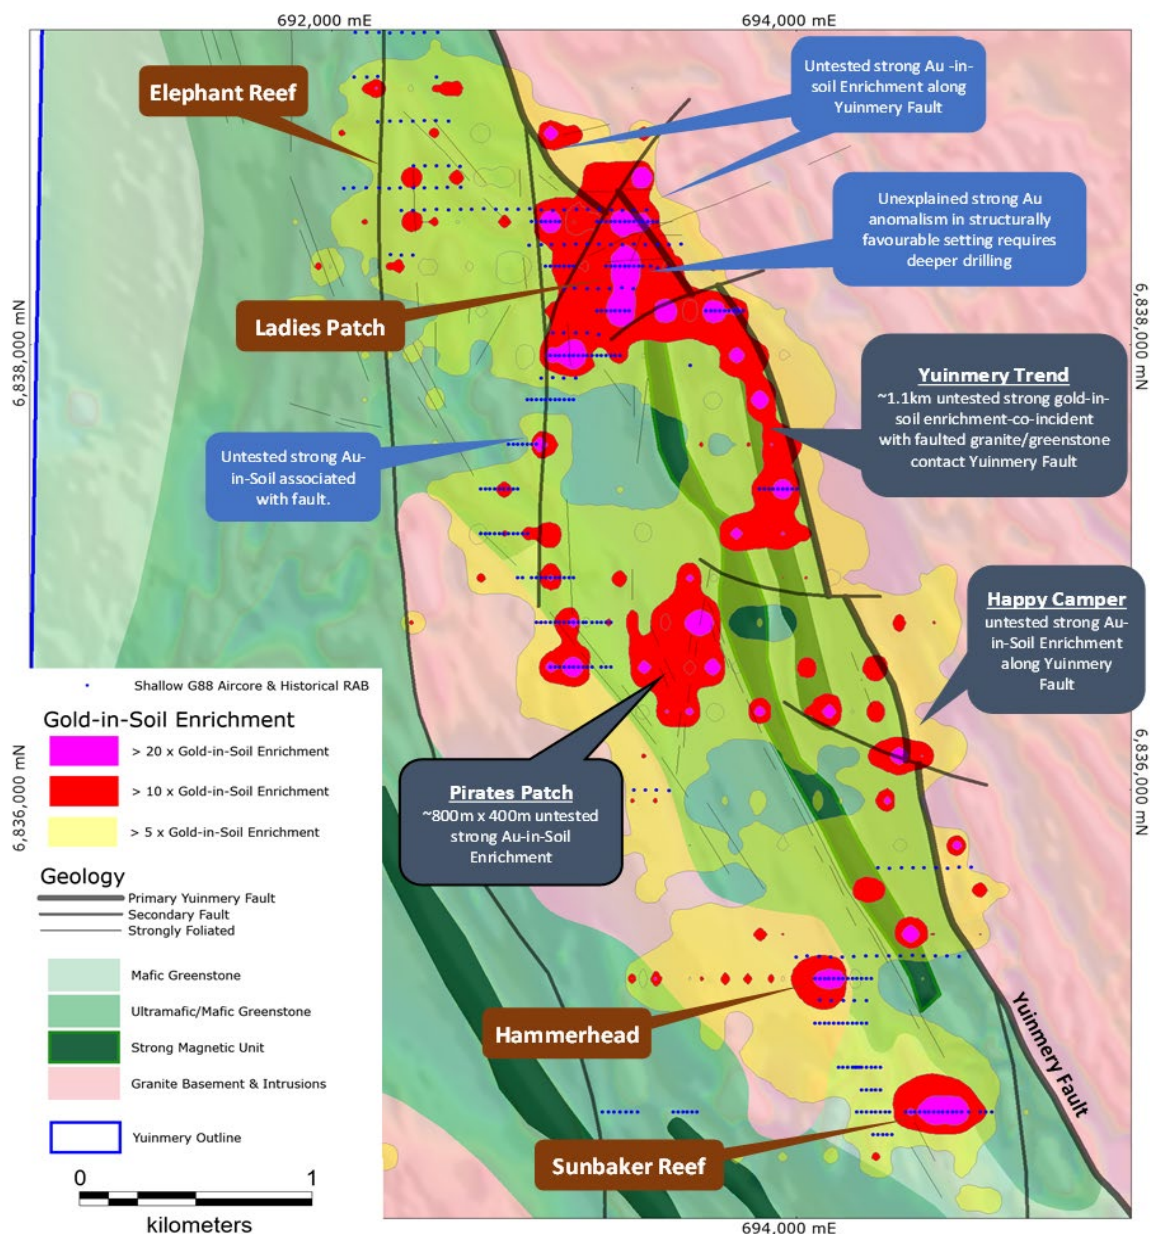 692,000 mE
694,000 mE
Elephant Reef
Untested strong Au -in-
soil Enrichment along
Yuinmery Fault
Unexplained strong Au
anomalism in structurally
favourable setting requires
deeper drilling
Ladies Patch
6,838,000 mN
6,838,000 mN
Yuinmery Trend
~1.1km untested strong gold-in-
soil enrichment-co-incident
with faulted granite/greenstone
contact Yuinmery Fault
Untested strong Au-
in-Soil associated
with fault.
Happy Camper
untested strong Au-
in-Soil Enrichment
along Yuinmery
Fault
Pirates Patch
~800m x 400m untested
strong Au-in-Soil
Enrichment
6,836,000 mN
6,836,000 mN
Shallow G88 Aircore & Historical RAB
Gold-in-Soil Enrichment
> 20 x Gold-in-Soil Enrichment
> 10 x Gold-in-Soil Enrichment
> 5 x Gold-in-Soil Enrichment
Geology
Primary Yuinmery Fault
Secondary Fault
Strongly Foliated
Mafic Greenstone
Ultramafic/Mafic Greenstone
Strong Magnetic Unit
Granite Basement & Intrusions
Yuinmery Outline
0 1
kilometers
Hammerhead
Yuinmery Fault
Sunbaker Reef
694,000 mE